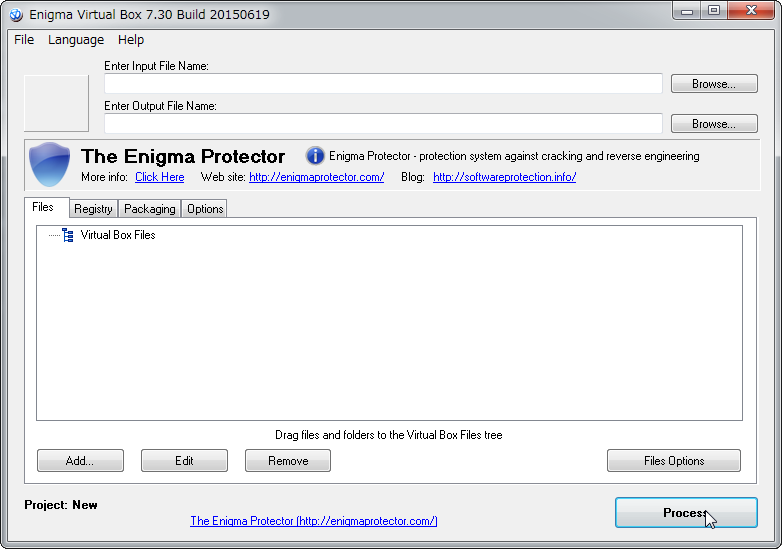 Enigma Virtual Box 7.30 Build 20150619
File Language Help
Enter Input File Name:
Browse...
Enter Output File Name:
Browse...
The Enigma Protector Enigma Protector - protection system against cracking and reverse engineering
More info: Click Here Web site: http://enigmaprotector.com/ Blog: http://softwareprotection.info/
Files Registry Packaging Options
Virtual Box Files
Drag files and folders to the Virtual Box Files tree
Add... Edit Remove Files Options
Project: New
Process
The Enigma Protector (http://enigmaprotector.com/)